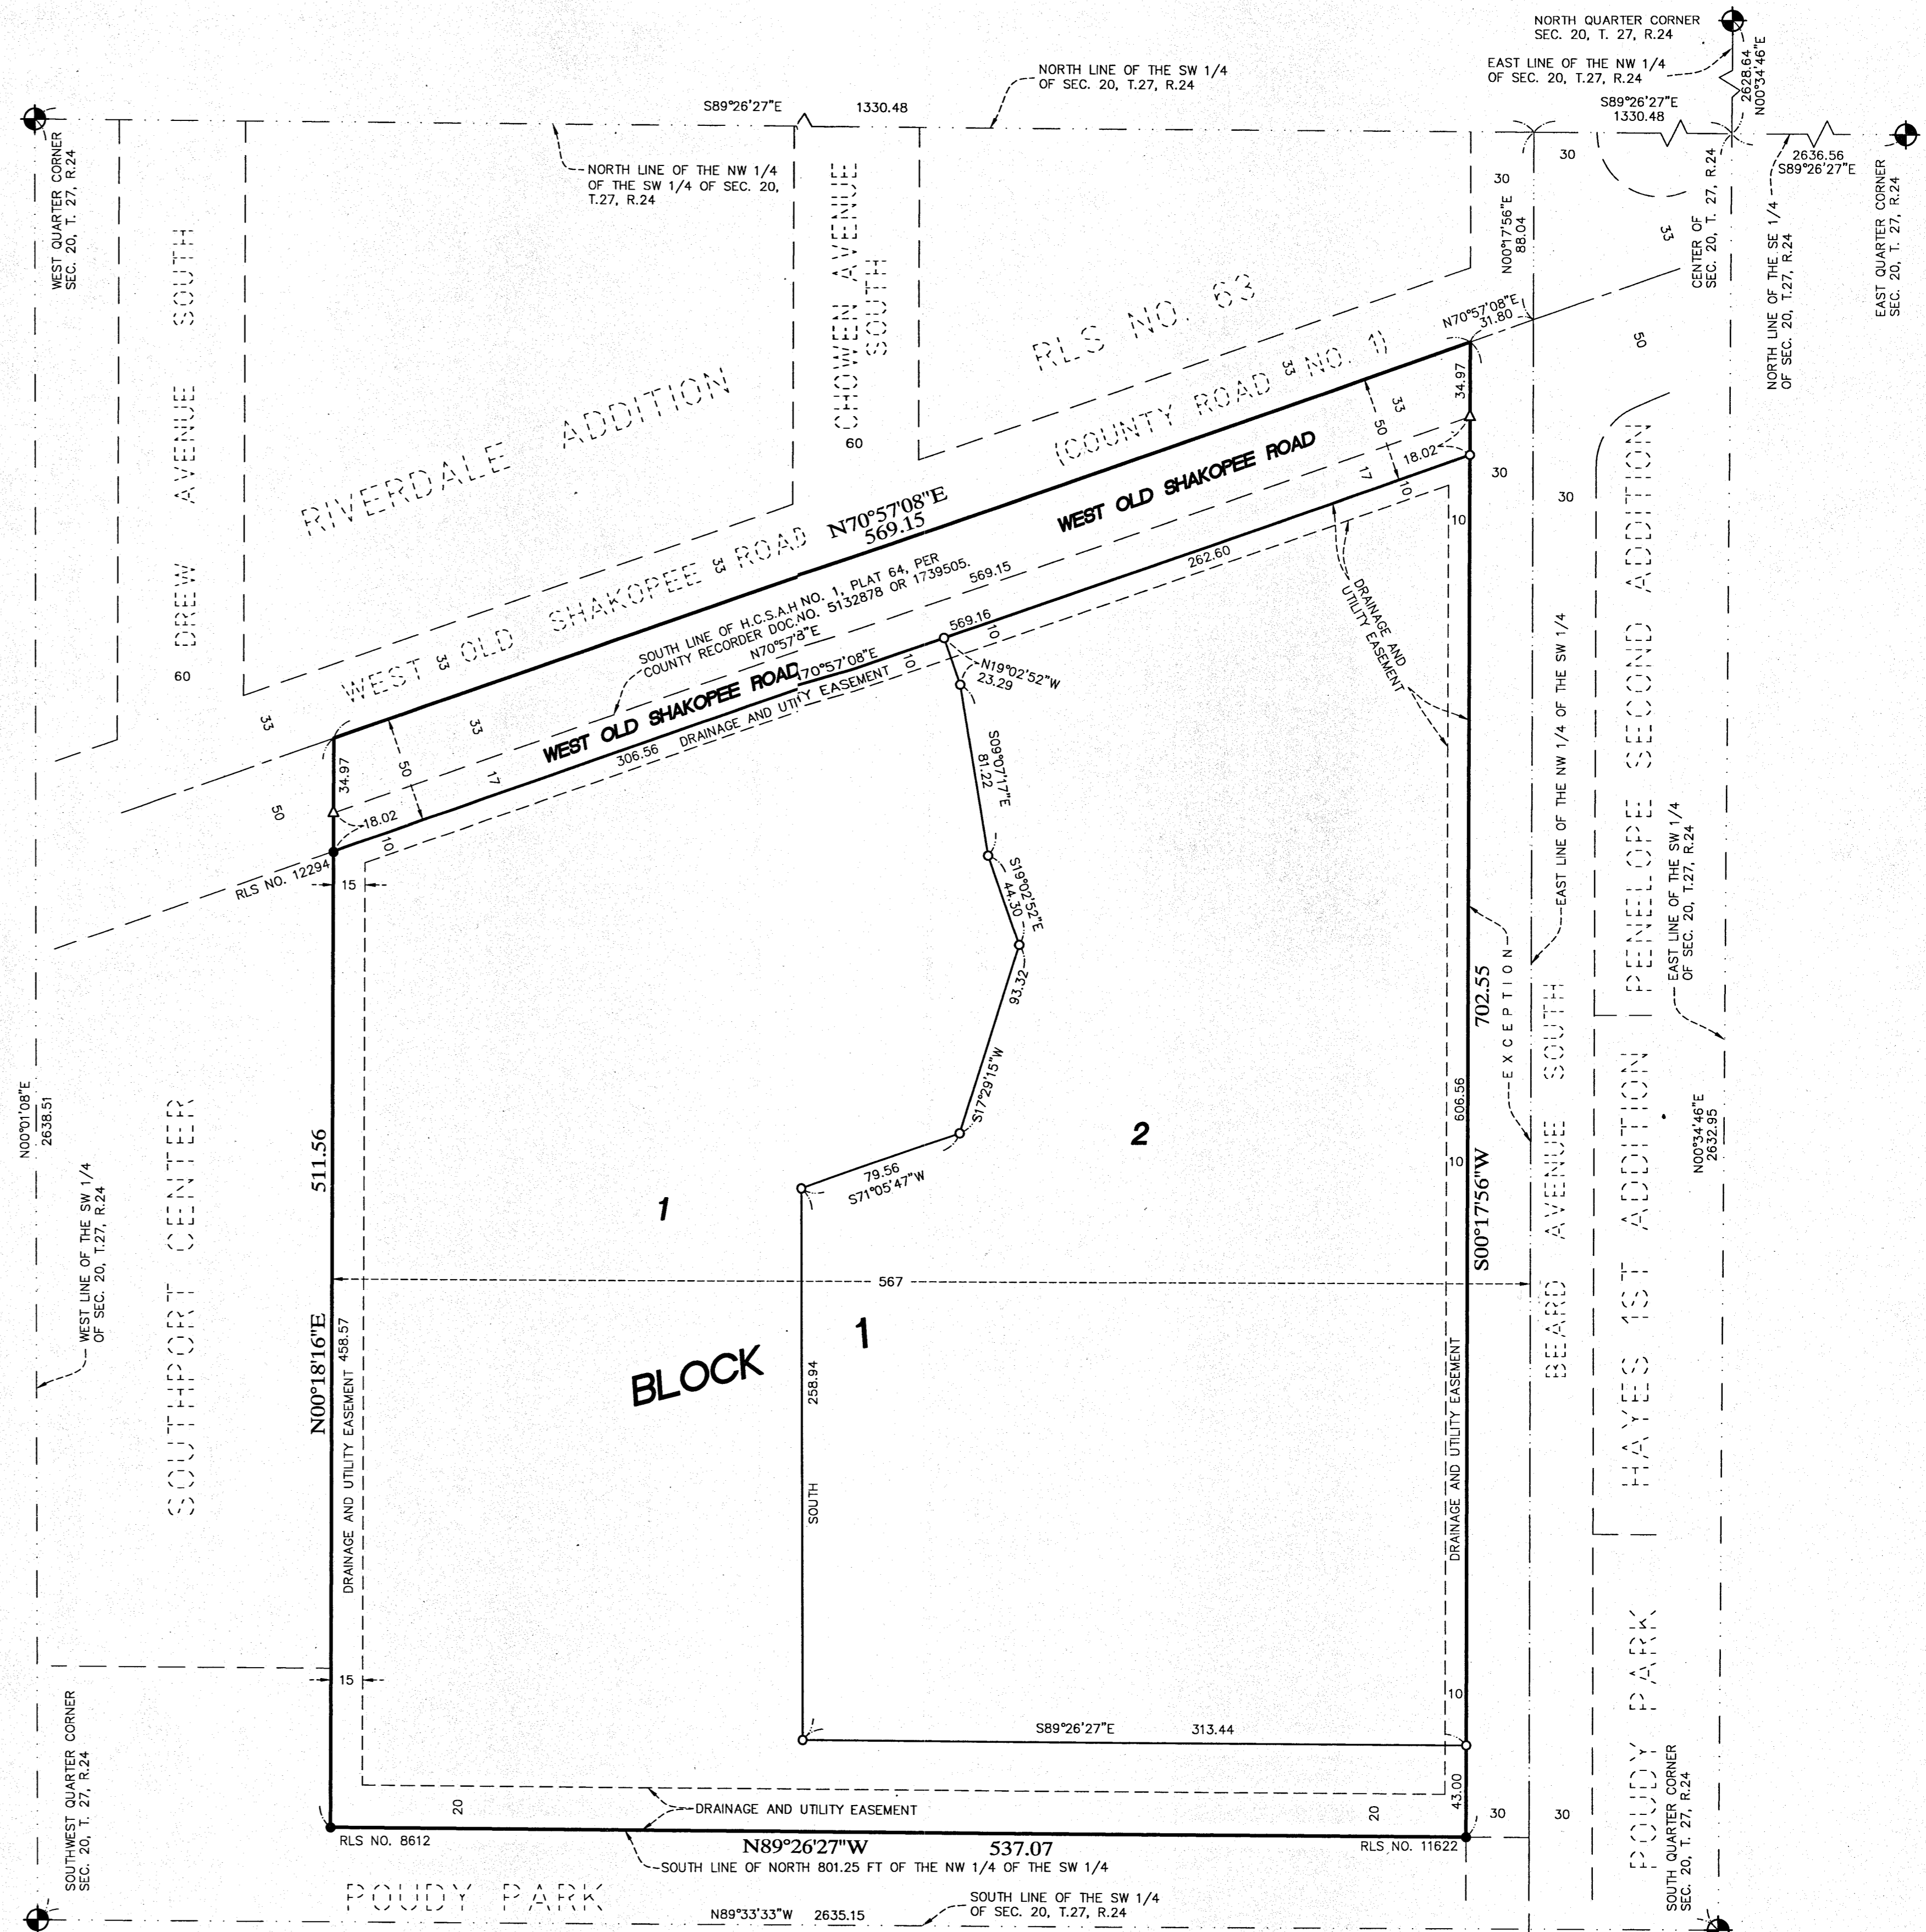 NORTH QUARTER CORNER
SEC. 20, T. 27, R.24
EAST LINE OF THE NW 1/4
OF SEC. 20, T.27, R.24
2628.64
N00°34'46"E
NORTH LINE OF THE SW 1/4
OF SEC. 20, T.27, R.24
S89°26'27"E 1330.48
S89°26'27"E
1330.48
2636.56
S89°26'27"E
WEST QUARTER CORNER
SEC. 20, T. 27, R.24
NORTH LINE OF THE NW 1/4
OF THE SW 1/4 OF SEC. 20,
T.27, R.24
30
30
N00°17'56"E
88.04
33
CENTER OF
SEC. 20, T. 27, R.24
NORTH LINE OF THE SE 1/4
OF SEC. 20, T.27, R.24
EAST QUARTER CORNER
SEC. 20, T. 27, R.24
DREW AVENUE SOUTH
60
CHOWEN AVENUE
SOUTH
60
RLS NO. 63
RIVERDALE ADDITION
N70°57'08"E
31.80
50
WEST OLD SHAKOPEE ROAD
(COUNTY ROAD NO. 1)
33
33
33
33
33
N70°57'08"E
569.15
WEST OLD SHAKOPEE ROAD
34.97
18.02
33
50
17
10
30
30
10
SOUTH LINE OF H.C.S.A.H NO. 1, PLAT 64, PER
COUNTY RECORDER DOC.NO. 5132878 OR 1739505.
N70°57'8"E
569.15
262.60
569.16
10
WEST OLD SHAKOPEE ROAD
70°57'08"E
10
306.56
DRAINAGE AND UTILITY EASEMENT
N19°02'52"W
23.29
DRAINAGE AND
UTILITY EASEMENT
33
50
17
34.97
50
18.02
10
RLS NO. 12294
15
S09°07'17"E
81.22
S19°02'52"E
44.30
93.32
S17°29'15"W
79.56
S71°05'47"W
702.55
EXCEPTION
EAST LINE OF THE NW 1/4 OF THE SW 1/4
PENELOPE SECOND ADDITION
EAST LINE OF THE SW 1/4
OF SEC. 20, T.27, R.24
BEARD AVENUE SOUTH
HAYES 1ST ADDITION
N00°34'46"E
2632.95
N00°01'08"E
2638.51
WEST LINE OF THE SW 1/4
OF SEC. 20, T.27, R.24
SOUTHPORT CENTER
511.56
N00°18'16"E
606.56
10
S00°17'56"W
1
2
567
BLOCK 1
458.57
DRAINAGE AND UTILITY EASEMENT
258.94
SOUTH
DRAINAGE AND UTILITY EASEMENT
15
10
S89°26'27"E 313.44
43.00
20
DRAINAGE AND UTILITY EASEMENT
20
30
30
RLS NO. 8612
N89°26'27"W 537.07
RLS NO. 11622
SOUTH LINE OF NORTH 801.25 FT OF THE NW 1/4 OF THE SW 1/4
POUDY PARK
POUDY PARK
SOUTHWEST QUARTER CORNER
SEC. 20, T. 27, R.24
SOUTH QUARTER CORNER
SEC. 20, T. 27, R.24
N89°33'33"W 2635.15
SOUTH LINE OF THE SW 1/4
OF SEC. 20, T.27, R.24